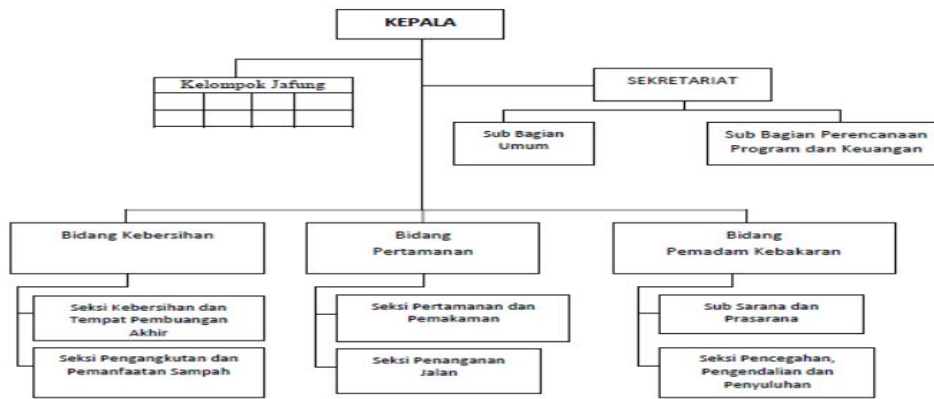 KEPALA
Kelompok Jafung
SEKRETARIAT
Sub Bagian
Umum
Sub Bagian Perencanaan
Program dan Keuangan
Bidang Kebersihan
Bidang
Pertamanan
Bidang
Pemadam Kebakaran
Seksi Kebersihan dan
Tempat Pembuangan
Akhir
Seksi Pengangkutan dan
Pemanfaatan Sampah
Seksi Pertamanan dan
Pemakaman
Seksi Penanganan
Jalan
Sub Sarana dan
Prasarana
Seksi Pencegahan,
Pengendalian dan
Penyuluhan